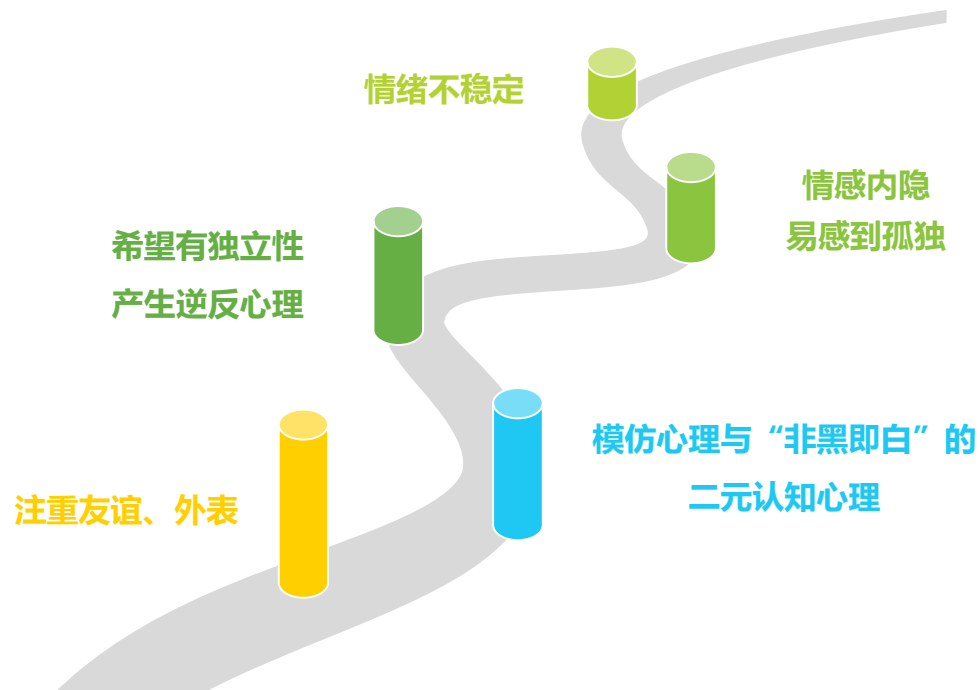 情绪不稳定
情感内隐
易感到孤独
希望有独立性
产生逆反心理
模仿心理与“非黑即白”的
二元认知心理
注重友谊、外表